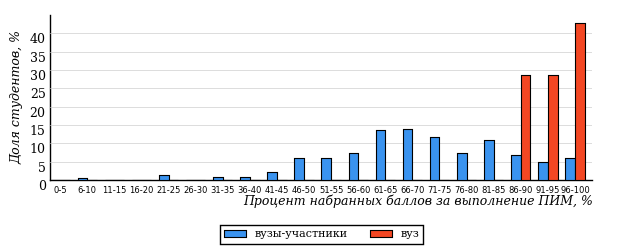 Доля студентов, %
40
35
30
25
20
15
10
5
0
0-5 6-10 11-15 16-20 21-25 26-30 31-35 36-40 41-45 46-50 51-55 56-60 61-65 66-70 71-75 76-80 81-85 86-90 91-95 96-100
Процент набранных баллов за выполнение ПИМ, %
вузы-участники вуз